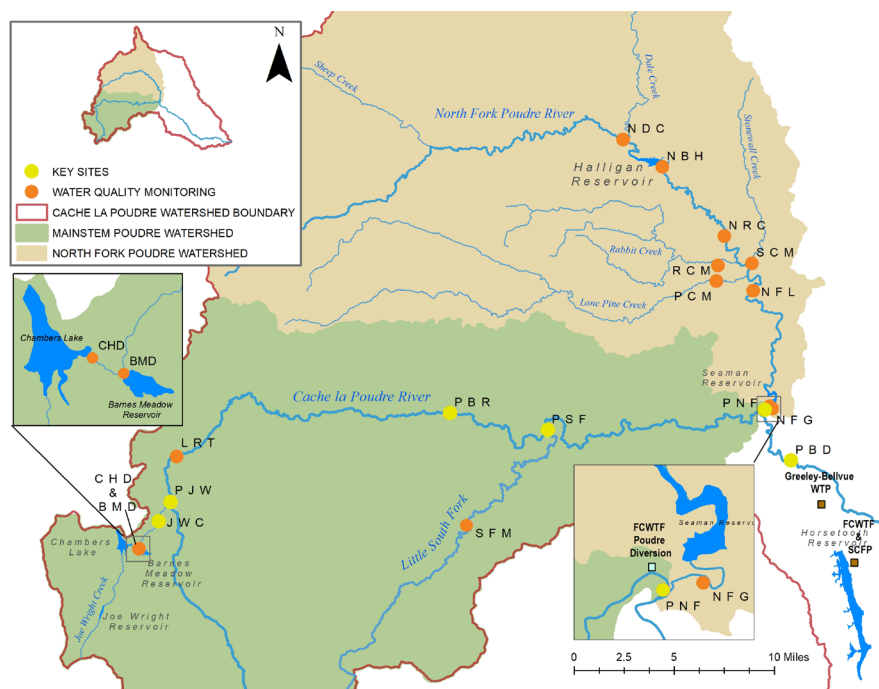 N
Sheep Creek
Dale Creek
North Fork Poudre River
Stonewall Creek
N D C
N B H
Halligan
Reservoir
KEY SITES
WATER QUALITY MONITORING
CACHE LA POUDRE WATERSHED BOUNDARY
MAINSTEM POUDRE WATERSHED
NORTH FORK POUDRE WATERSHED
N R C
Rabbit Creek
S C M
R C M
P C M
N F L
Lone Pine Creek
Chambers Lake
CHD
BMD
Barnes Meadow
Reservoir
Seaman
Reservoir
Cache la Poudre River
P B R
P S F
P N F
N F G
L R T
P B D
C H D
&
B M D
P J W
J W C
Greeley-Bellvue
WTP
Little South Fork
S F M
Chambers
Lake
Barnes
Meadow
Reservoir
Joe Wright Creek
Joe Wright
Reservoir
Seaman Reserv
FCWTF
Poudre
Diversion
P N F
N F G
Horsetooth
Reservoir
FCWTF
&
SCFP
0 2.5 5 10 Miles